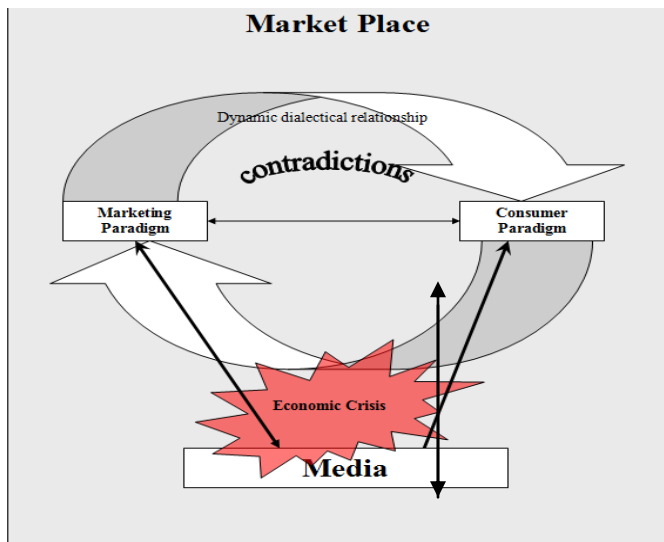 Market Place
Dynamic dialectical relationship
contradictions
Marketing
Paradigm
Consumer
Paradigm
Economic Crisis
Media